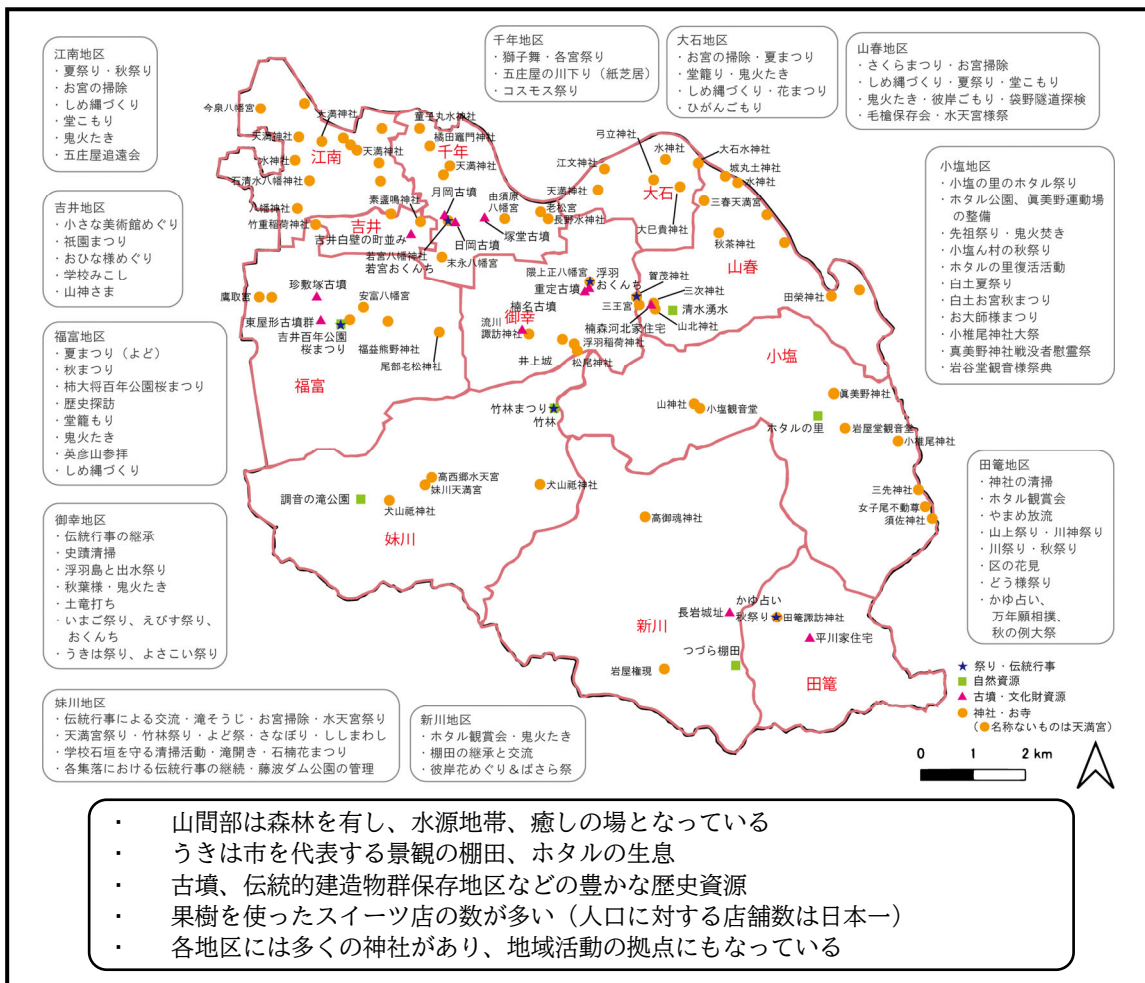 江南地区
・夏祭り・秋祭り
・お宮の掃除
・しめ縄づくり
・堂こもり
・鬼火たき
・五庄屋追遠会
千年地区
・獅子舞・各宮祭り
・五庄屋の川下り（紙芝居）
・コスモス祭り
大石地区
・お宮の掃除・夏まつり
・堂籠り・鬼火たき
・しめ縄づくり・花まつり
・ひがんごもり
山春地区
・さくらまつり・お宮掃除
・しめ縄づくり・夏祭り・堂こもり
・鬼火たき・彼岸ごもり・袋野隧道探検
・毛槍保存会・水天宮様祭
吉井地区
・小さな美術館めぐり
・祇園まつり
・おひな様めぐり
・学校みこし
・山神さま
福富地区
・夏まつり（よど）
・秋まつり
・柿大将百年公園桜まつり
・歴史探訪
・堂籠もり
・鬼火たき
・英彦山参拝
・しめ縄づくり
御幸地区
・伝統行事の継承
・史蹟清掃
・浮羽島と出水祭り
・秋葉様・鬼火たき
・土竜打ち
・いまご祭り、えびす祭り、
おくんち
・うきは祭り、よさこい祭り
小塩地区
・小塩の里のホタル祭り
・ホタル公園、眞美野運動場
の整備
・先祖祭り・鬼火焚き
・小塩ん村の秋祭り
・ホタルの里復活活動
・白土夏祭り
・白土お宮秋まつり
・お大師様まつり
・小椎尾神社大祭
・真美野神社戦没者慰霊祭
・岩谷堂観音様祭典
田篭地区
・神社の清掃
・ホタル観賞会
・やまめ放流
・山上祭り・川神祭り
・川祭り・秋祭り
・区の花見
・どう様祭り
・かゆ占い、
万年願相撲、
秋の例大祭
妹川地区
・伝統行事による交流・滝そうじ・お宮掃除・水天宮祭り
・天満宮祭り・竹林祭り・よど祭・さなぼり・ししまわし
・学校石垣を守る清掃活動・滝開き・石楠花まつり
・各集落における伝統行事の継続・藤波ダム公園の管理
新川地区
・ホタル観賞会・鬼火たき
・棚田の継承と交流
・彼岸花めぐり＆ばさら祭
今泉八幡宮
天満神社
天満神社
江南
天満神社
水神社
石清水八幡神社
八幡神社
竹重稲荷神社
素盞鳴神社
童子丸水神社
橘田竈門神社
千年
天満神社
月岡古墳
由須原
八幡宮
老松宮
長野水神社
塚堂古墳
日岡古墳
吉井
吉井白壁の町並み
若宮八幡神社
若宮おくんち
末永八幡宮
弓立神社
水神社
大石水神社
江文神社
天満神社
大石
大巳貴神社
城丸土神社
水神社
三春天満宮
秋茶神社
山春
隈上正八幡宮
浮羽
おくんち
重定古墳
楠名古墳
賀茂神社
三次神社
三王宮
清水湧水
山北神社
楠森河北家住宅
田榮神社
御幸
流川
諏訪神社
浮羽稲荷神社
井上城
松尾神社
鷹取宮
珍敷塚古墳
安富八幡宮
東屋形古墳群
吉井百年公園
桜まつり
福益熊野神社
尾部老松神社
福富
小塩
竹林まつり
竹林
山神社
小塩観音堂
眞美野神社
ホタルの里
岩屋堂観音堂
小椎尾神社
三先神社
女子尾不動尊
須佐神社
高西郷水天宮
妹川天満宮
調音の滝公園
犬山祗神社
犬山祗神社
妹川
高御魂神社
新川
長岩城址
かゆ占い
秋祭り
田篭諏訪神社
平川家住宅
つづら棚田
岩屋権現
田篭
祭り・伝統行事
自然資源
古墳・文化財資源
神社・お寺
（●名称ないものは天満宮）
0 1 2 km
・ 山間部は森林を有し、水源地帯、癒しの場となっている
・ うきは市を代表する景観の棚田、ホタルの生息
・ 古墳、伝統的建造物群保存地区などの豊かな歴史資源
・ 果樹を使ったスイーツ店の数が多い（人口に対する店舗数は日本一）
・ 各地区には多くの神社があり、地域活動の拠点にもなっている